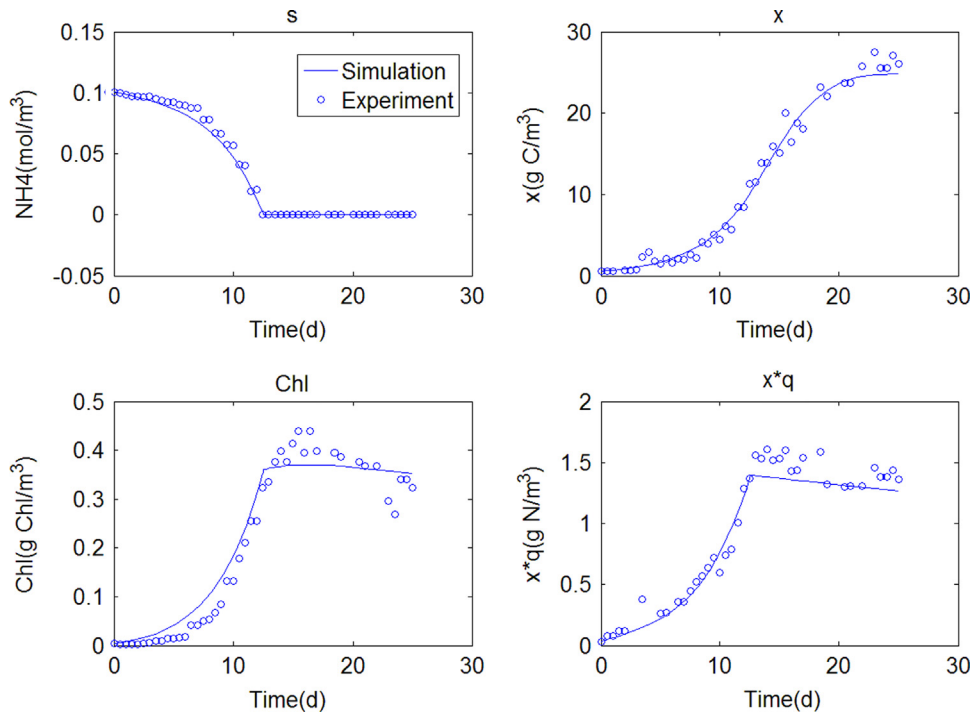 s
0.15
0.1
0.05
0
-0.05
NH4(mol/m³)
Simulation
Experiment
0 10 20 30
Time(d)
x
30
20
10
0
x(g C/m³)
0 10 20 30
Time(d)
Chl
0.5
0.4
0.3
0.2
0.1
0
Chl(g Chl/m³)
0 10 20 30
Time(d)
x*q
2
1.5
1
0.5
0
x*q(g N/m³)
0 10 20 30
Time(d)